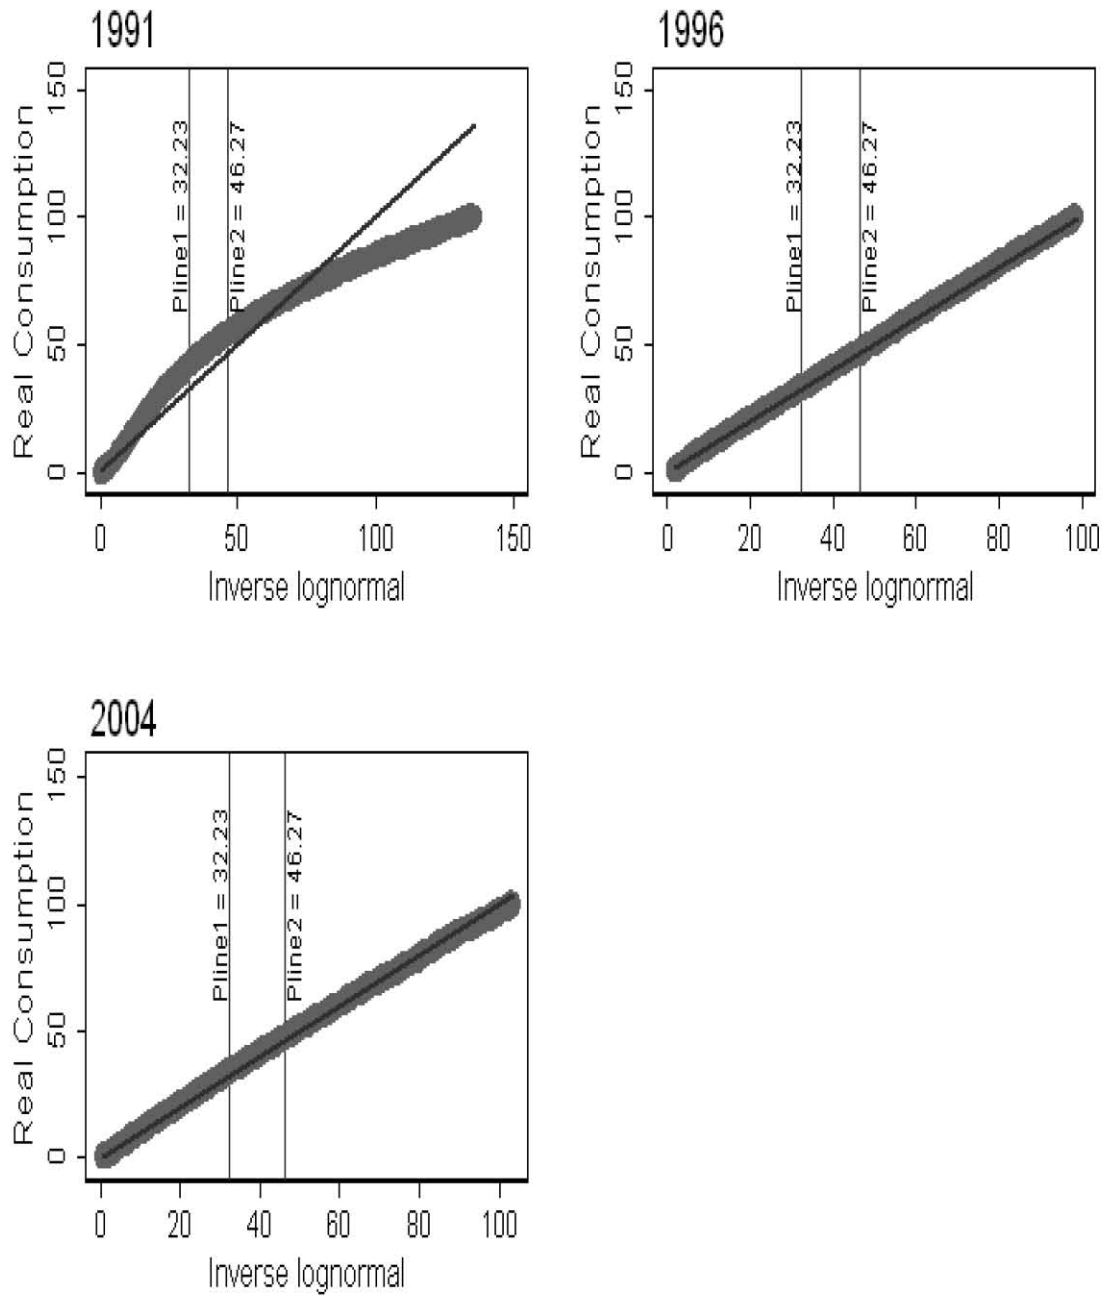 1991
Real Consumption
0 50 100 150
Pline1 = 32.23
Pline2 = 46.27
0 50 100 150
Inverse lognormal
1996
Real Consumption
0 50 100 150
Pline1 = 32.23
Pline2 = 46.27
0 20 40 60 80 100
Inverse lognormal
2004
Real Consumption
0 50 100 150
Pline1 = 32.23
Pline2 = 46.27
0 20 40 60 80 100
Inverse lognormal